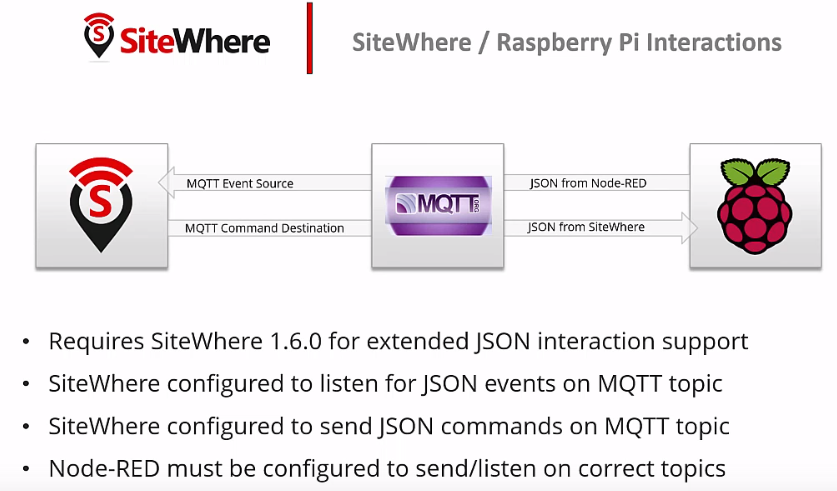 SiteWhere
SiteWhere / Raspberry Pi Interactions
S
MQTT Event Source
MQTT.ORG
JSON from Node-RED
MQTT Command Destination
JSON from SiteWhere
• Requires SiteWhere 1.6.0 for extended JSON interaction support
• SiteWhere configured to listen for JSON events on MQTT topic
• SiteWhere configured to send JSON commands on MQTT topic
• Node-RED must be configured to send/listen on correct topics